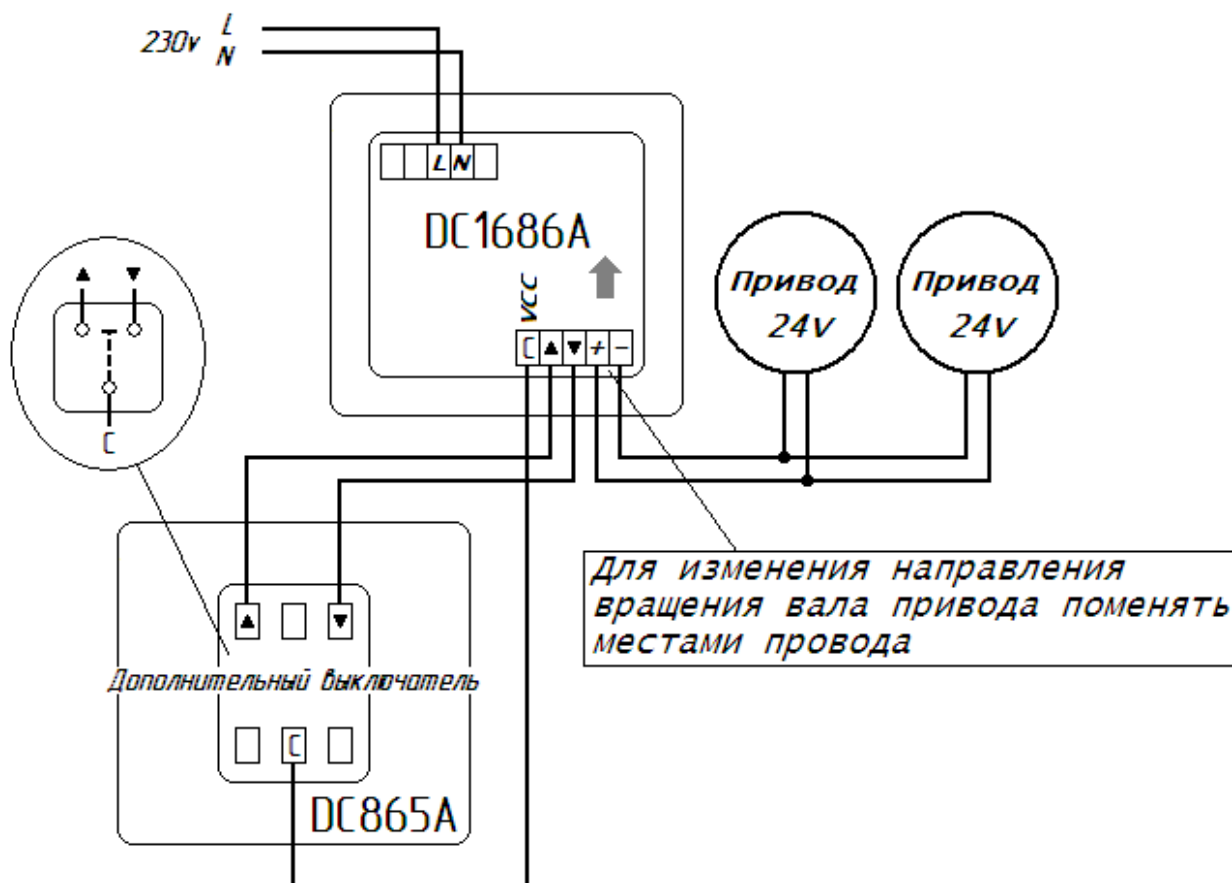 L
230v N
L N
DC1686A
VCC
C ▲ ▼ + -
Привод
24v
Привод
24v
▲ ▼
C
Для изменения направления
вращения вала привода поменять
местами провода
▲ ▼
Дополнительный выключатель
C
DC865A